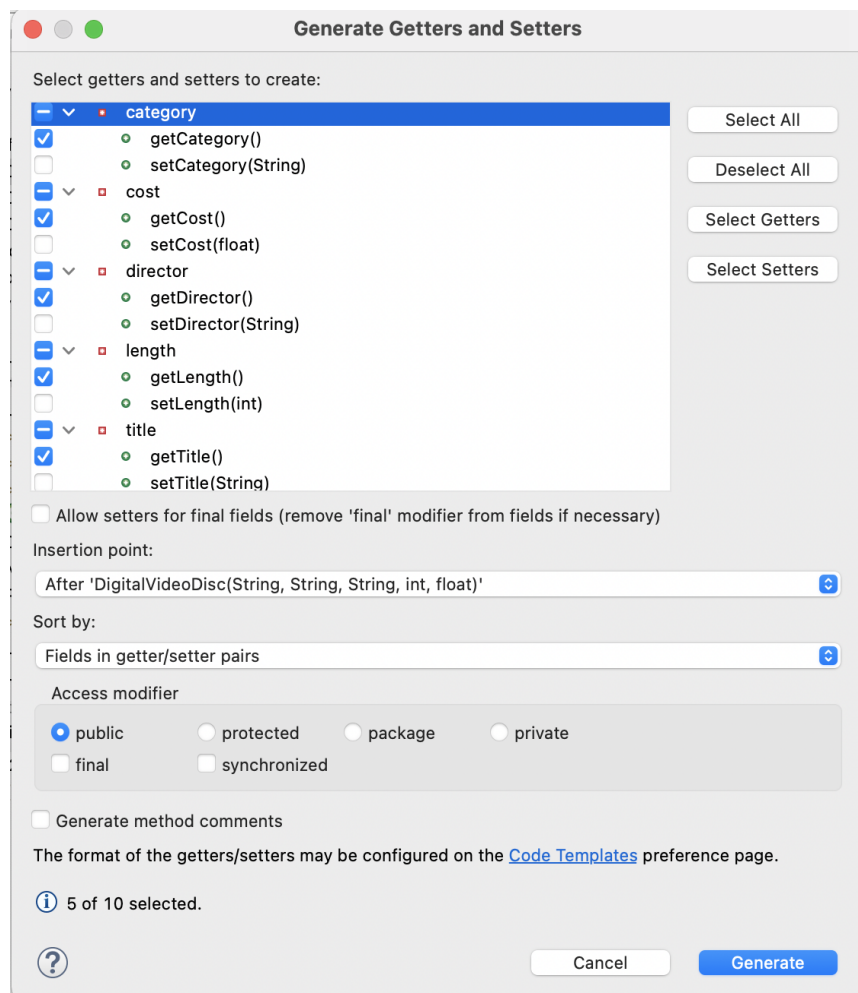 Generate Getters and Setters
Select getters and setters to create:
category
Select All
getCategory()
setCategory(String)
Deselect All
cost
getCost()
Select Getters
setCost(float)
director
Select Setters
getDirector()
setDirector(String)
length
getLength()
setLength(int)
title
getTitle()
setTitle(String)
Allow setters for final fields (remove 'final' modifier from fields if necessary)
Insertion point:
After 'DigitalVideoDisc(String, String, String, int, float)'
Sort by:
Fields in getter/setter pairs
Access modifier
public protected package private
final synchronized
Generate method comments
The format of the getters/setters may be configured on the Code Templates preference page.
5 of 10 selected.
? Cancel Generate